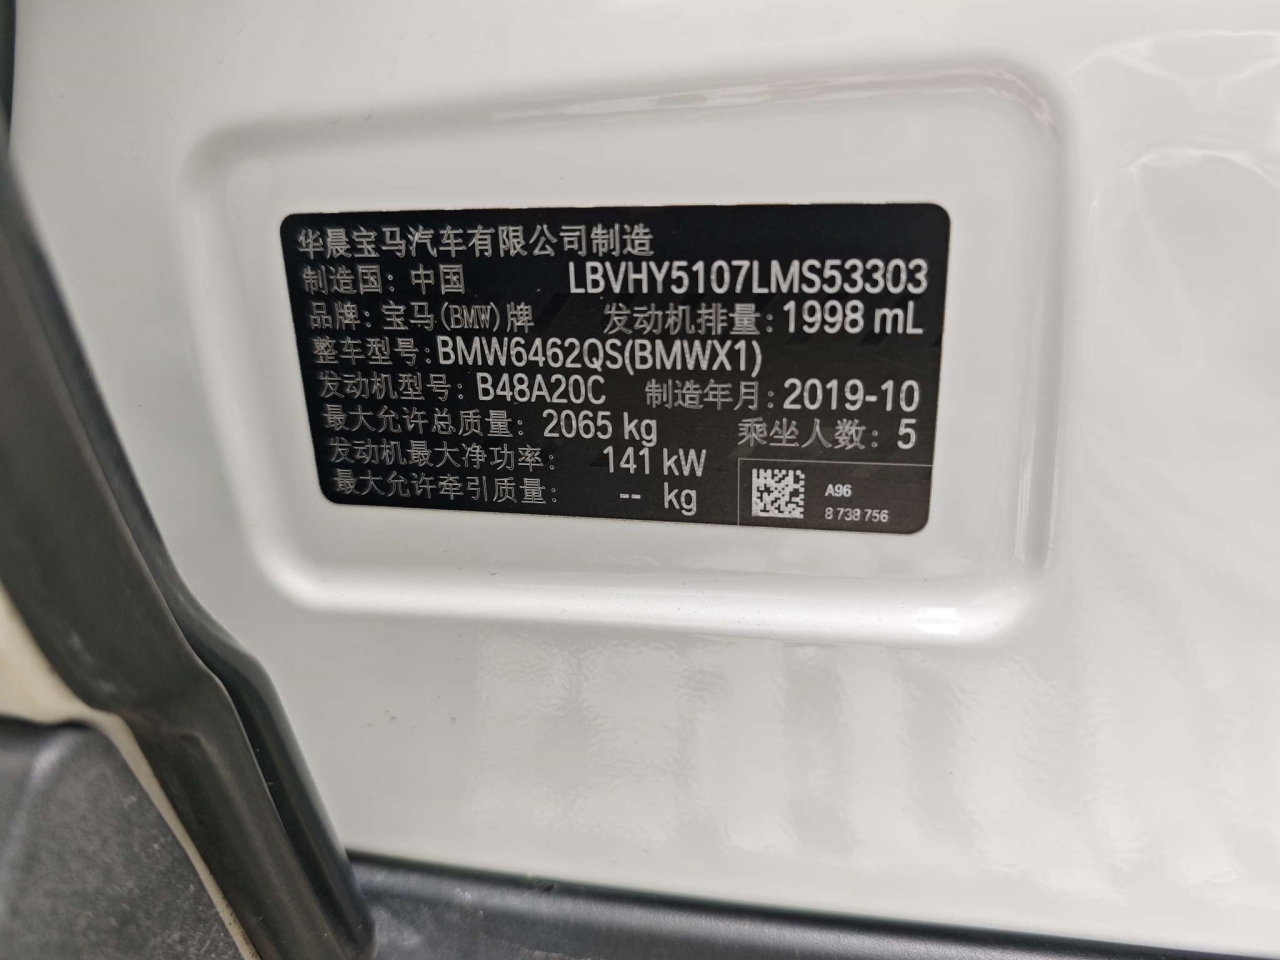 华晨宝马汽车有限公司制造
制造国：中国 LBVHY5107LMS53303
品牌：宝马(BMW)牌 发动机排量：1998 mL
整车型号：BMW6462QS(BMWX1)
发动机型号：B48A20C 制造年月：2019-10
最大允许总质量：2065 kg 乘坐人数：5
发动机最大净功率：141 kW
最大允许牵引质量：-- kg
A96
8 738 756